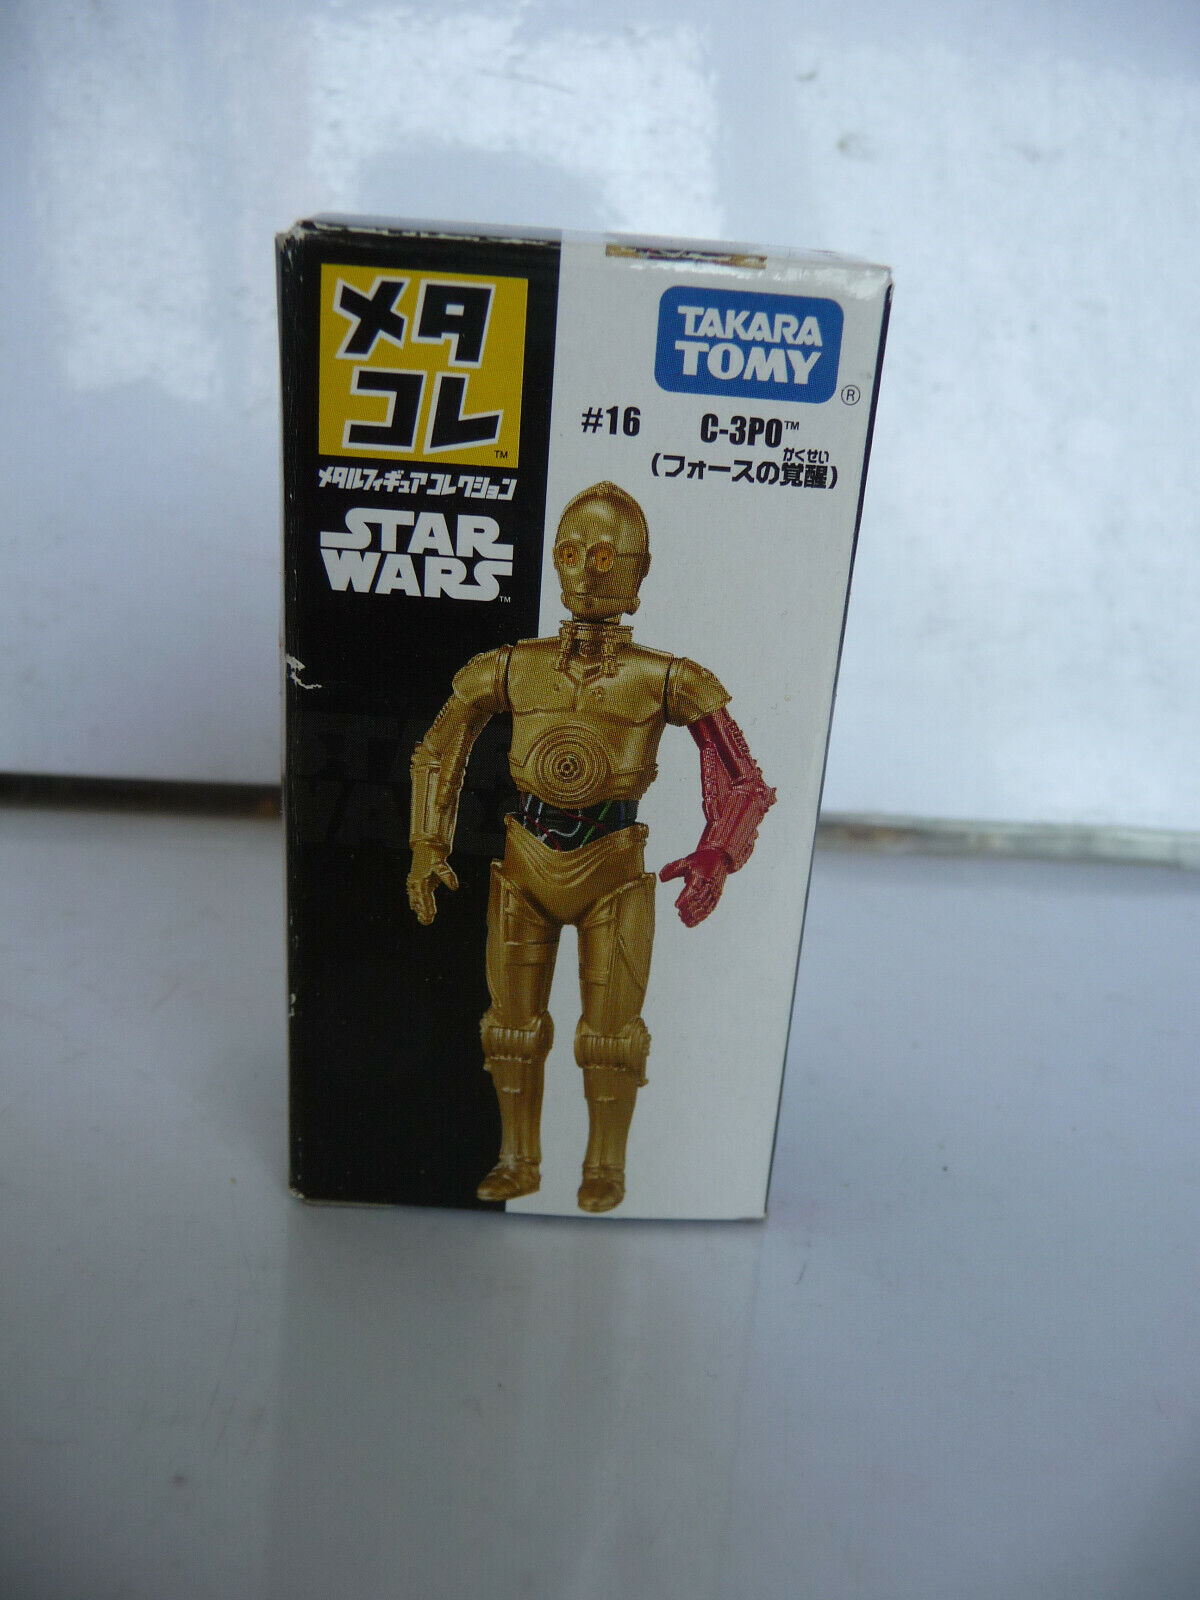 メタ
コレ
TM
メタルフィギュアコレクション
STAR
WARS
TM
TAKARA
TOMY
®
#16 C-3PO™
がくせい
(フォースの覚醒)